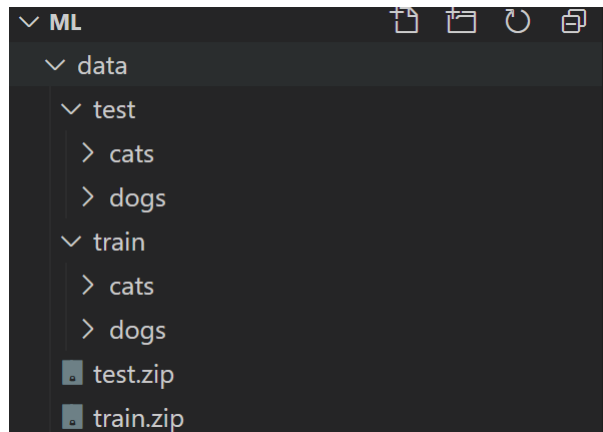 ML
data
test
cats
dogs
train
cats
dogs
test.zip
train.zip